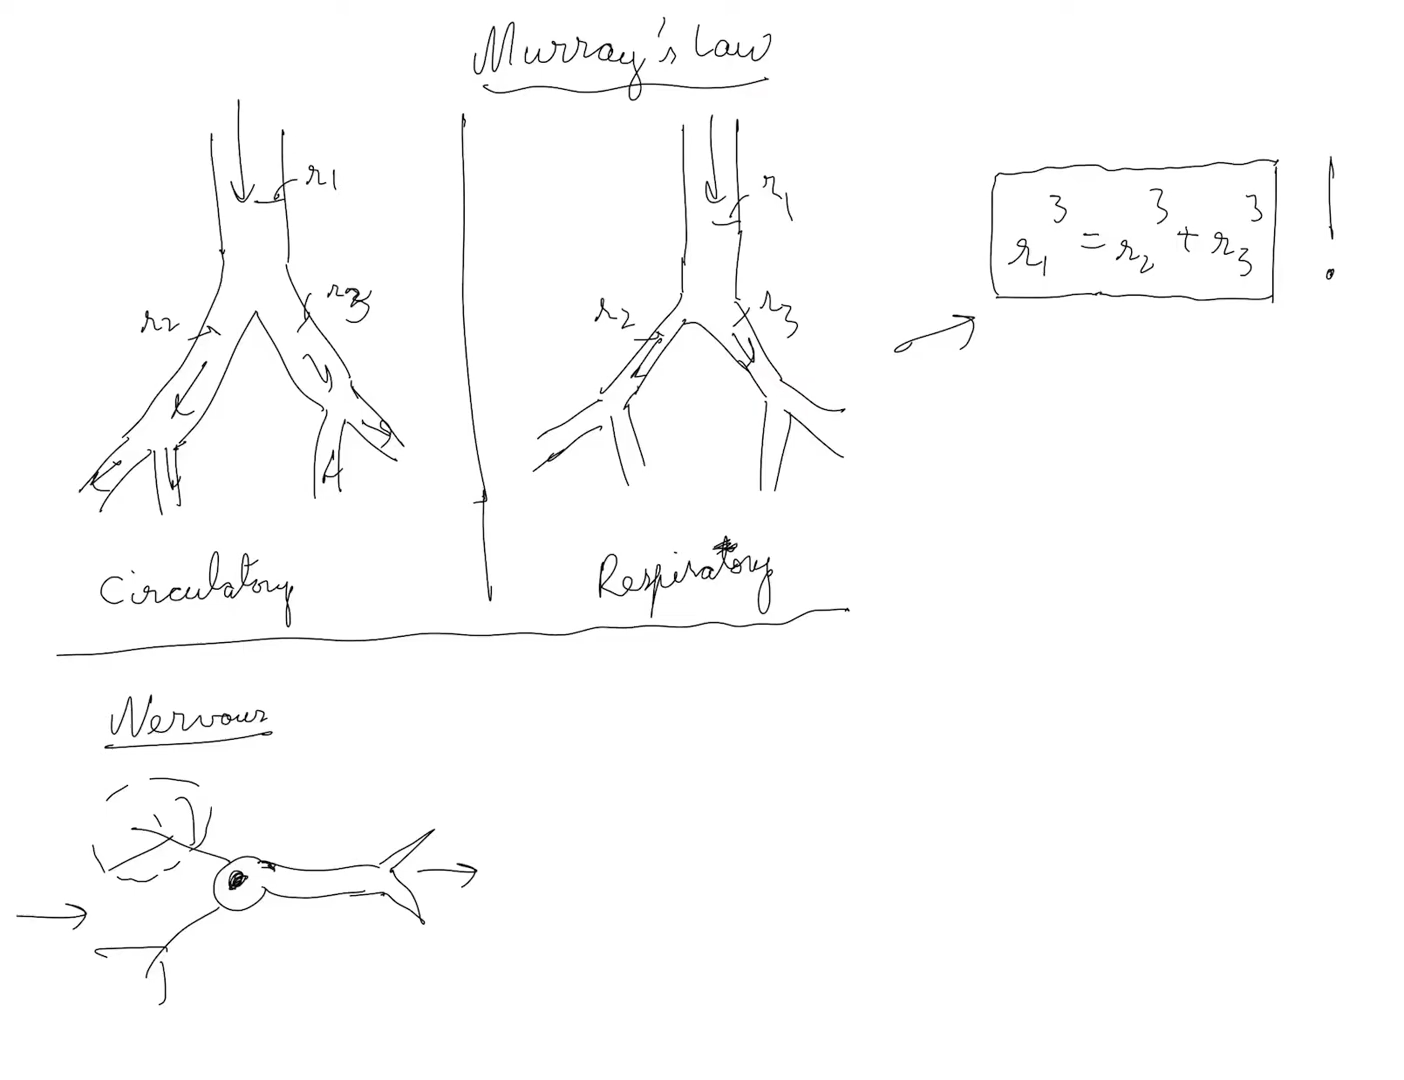 Murray's Law
r1
r2
r3
Circulatory
r1
r2
r3
Respiratory
r1^3 = r2^3 + r3^3 !
Nervous